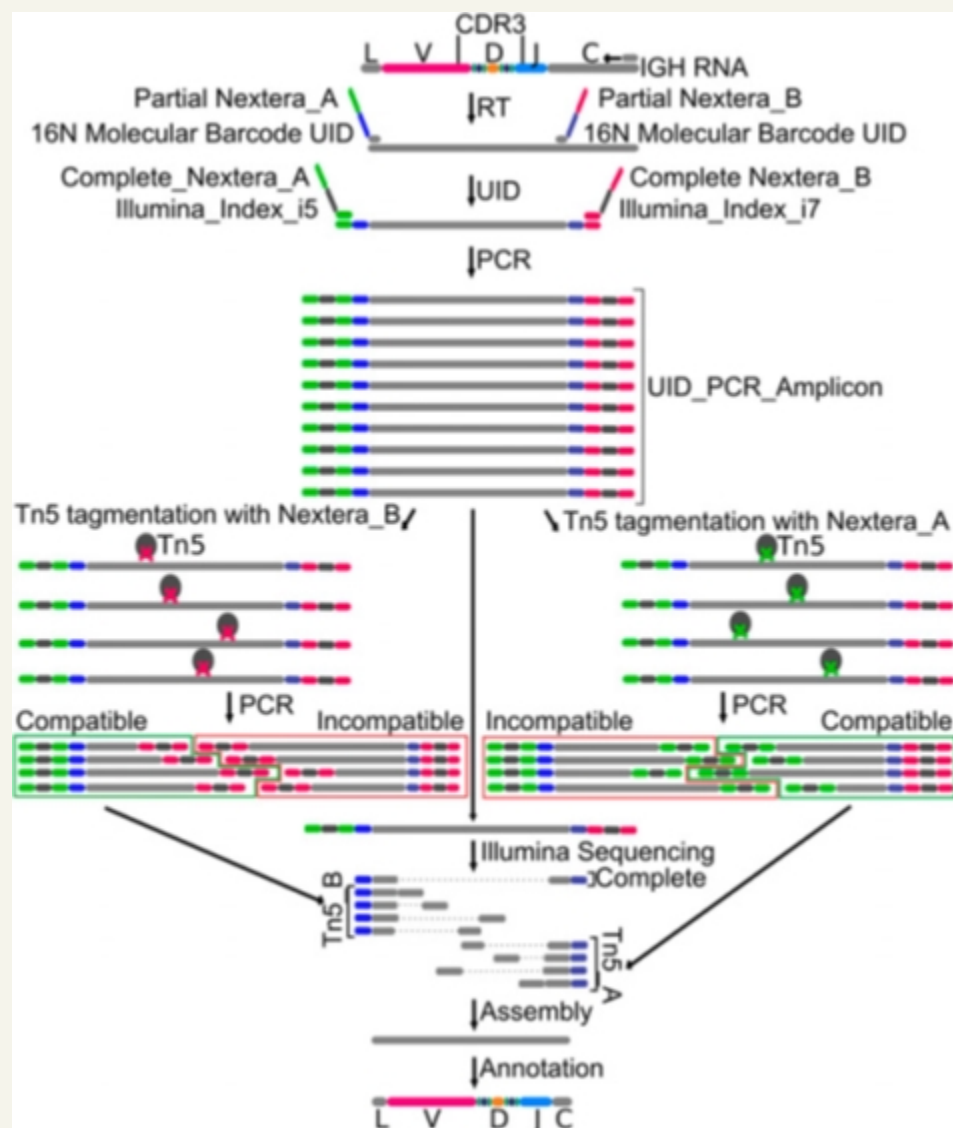 CDR3
L V D J C
IGH RNA
Partial Nextera_A
RT
Partial Nextera_B
16N Molecular Barcode UID
16N Molecular Barcode UID
Complete_Nextera_A
UID
Complete Nextera_B
Illumina_Index_i5
Illumina_Index_i7
PCR
UID_PCR_Amplicon
Tn5 tagmentation with Nextera_B
Tn5 tagmentation with Nextera_A
Tn5
Tn5
PCR
PCR
Compatible
Incompatible
Incompatible
Compatible
Illumina Sequencing
Complete
Tn5 B
Tn5 A
Assembly
Annotation
L V D J C